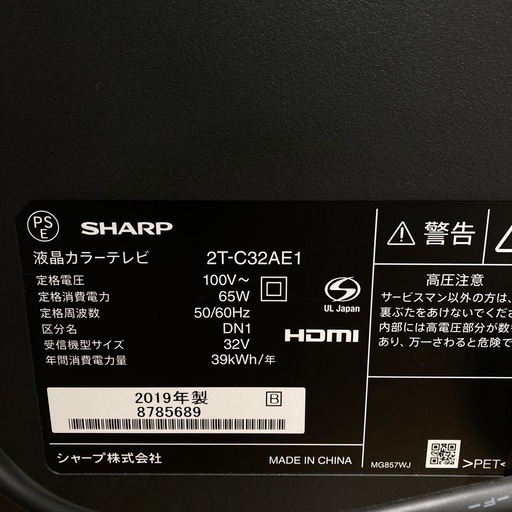 PS
E
SHARP
液晶カラーテレビ 2T-C32AE1
定格電圧 100V～
定格消費電力 65W
定格周波数 50/60Hz
区分名 DN1
受信機型サイズ 32V
年間消費電力量 39kWh/年
S
UL Japan
HDMI
2019年製 B
8785689
シャープ株式会社 MADE IN CHINA
警告
高圧注意
サービスマン以外の方は、
裏ぶたをあけないでくださ
内部には高電圧部分が数
あり、万一さわると危険で
MG857WJ
>PET<